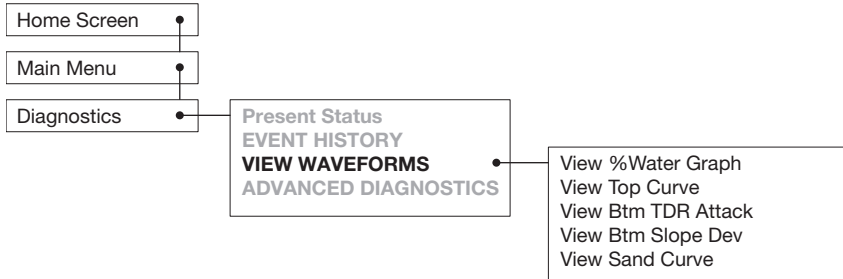 Home Screen
Main Menu
Diagnostics
Present Status
EVENT HISTORY
VIEW WAVEFORMS
ADVANCED DIAGNOSTICS
View %Water Graph
View Top Curve
View Btm TDR Attack
View Btm Slope Dev
View Sand Curve